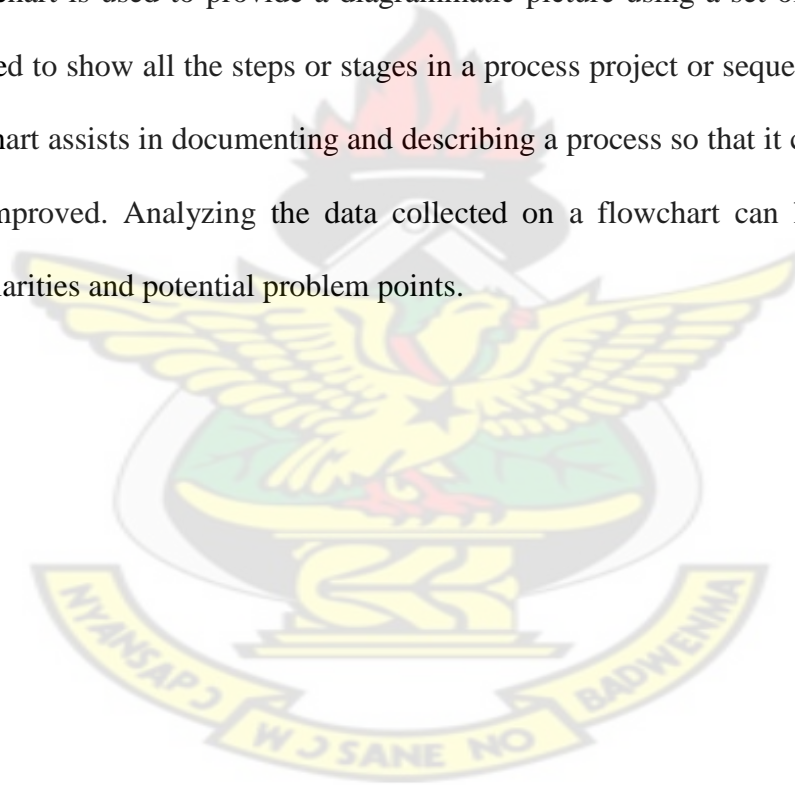 chart is used to provide a diagrammatic picture using a set of
ed to show all the steps or stages in a process project or seque
art assists in documenting and describing a process so that it c
mproved. Analyzing the data collected on a flowchart can
arities and potential problem points.
NYANSAPƆ
WƆSANE NO
BADWENMA